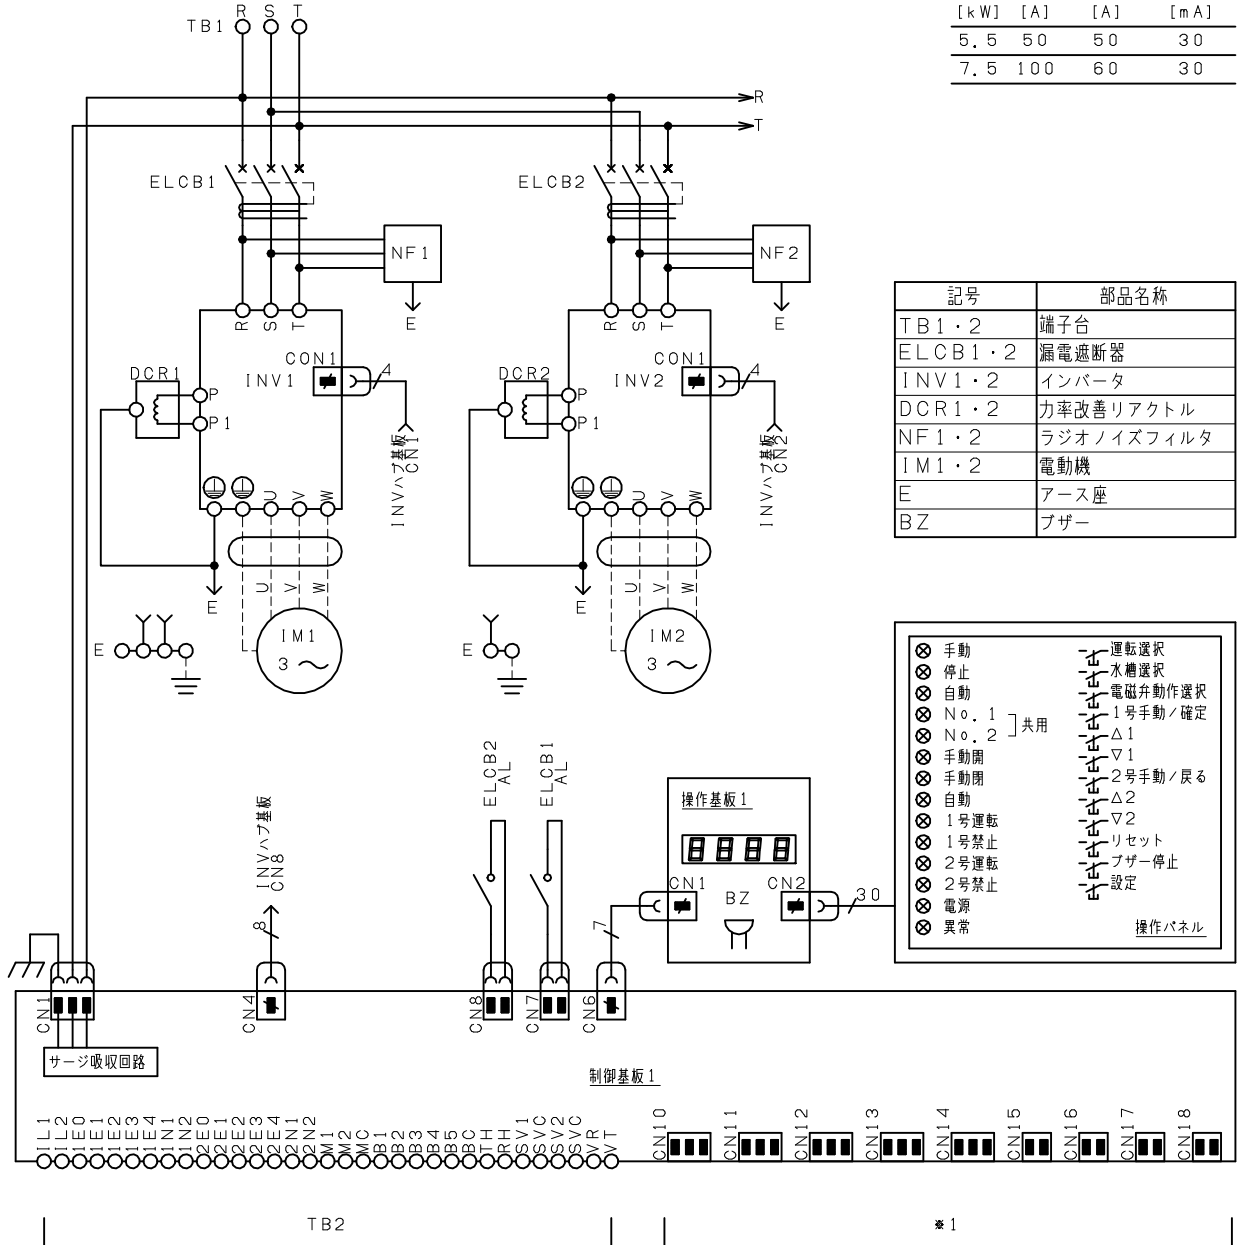 R S T
TB1
[kW] [A] [A] [mA]
5.5 50 50 30
7.5 100 60 30
R
T
ELCB1
ELCB2
NF1
NF2
E
E
R S T
R S T
CON1
CON1
DCR1
INV1
4
DCR2
INV2
4
P
P1
P
P1
INVハブ基板
CN1
INVハブ基板
CN2
U V W
U V W
U V W
U V W
E
E
IM1
3
IM2
3
E
E
記号 部品名称
TB1・2 端子台
ELCB1・2 漏電遮断器
INV1・2 インバータ
DCR1・2 力率改善リアクトル
NF1・2 ラジオノイズフィルタ
IM1・2 電動機
E アース座
BZ ブザー
手動 運転選択
停止 水槽選択
自動 電磁弁動作選択
No.1 1号手動/確定
共用
No.2 △1
手動開 ▽1
手動閉 2号手動/戻る
自動 △2
1号運転 ▽2
1号禁止 リセット
2号運転 ブザー停止
2号禁止 設定
電源
異常
操作パネル
操作基板1
8888
CN1
BZ
CN2
30
7
ELCB2
AL
ELCB1
AL
INVハブ基板
CN8
8
CN1
CN4
CN8
CN7
CN6
サージ吸収回路
制御基板1
IL1
IL2
1E0
1E1
1E2
1E3
1E4
1N1
1N2
2E0
2E1
2E2
2E3
2E4
2N1
2N2
M1
M2
MC
BB1
BB2
BB3
BB4
BB5
BC
TH
RH
SSV1
SVC
SSV2
SVC
VR
VT
CN10
CN11
CN12
CN13
CN14
CN15
CN16
CN17
CN18
TB2
※1